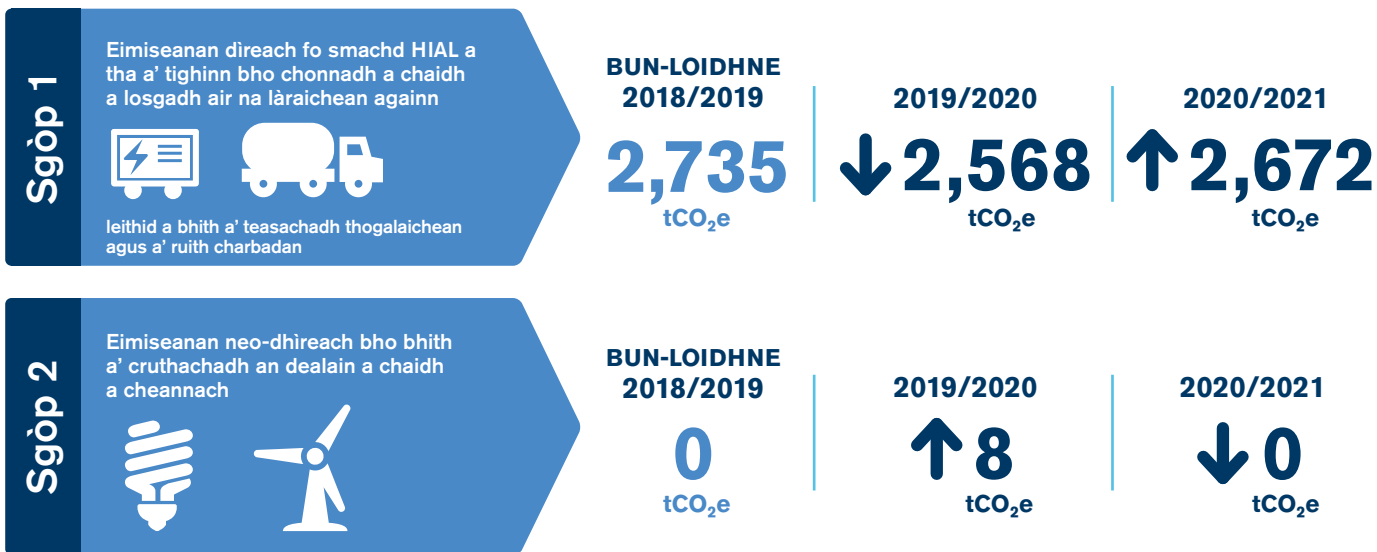 Sgòp 1
Eimiseanan dìreach fo smachd HIAL a
tha a' tighinn bho chonnadh a chaidh
a losgadh air na làraichean againn
leithid a bhith a' teasachadh thogalaichean
agus a' ruith charbadan
BUN-LOIDHNE
2018/2019
2,735
tCO₂e
2019/2020
2,568
tCO₂e
2020/2021
2,672
tCO₂e
Sgòp 2
Eimiseanan neo-dhìreach bho bhith
a' cruthachadh an dealain a chaidh
a cheannach
BUN-LOIDHNE
2018/2019
0
tCO₂e
2019/2020
8
tCO₂e
2020/2021
0
tCO₂e